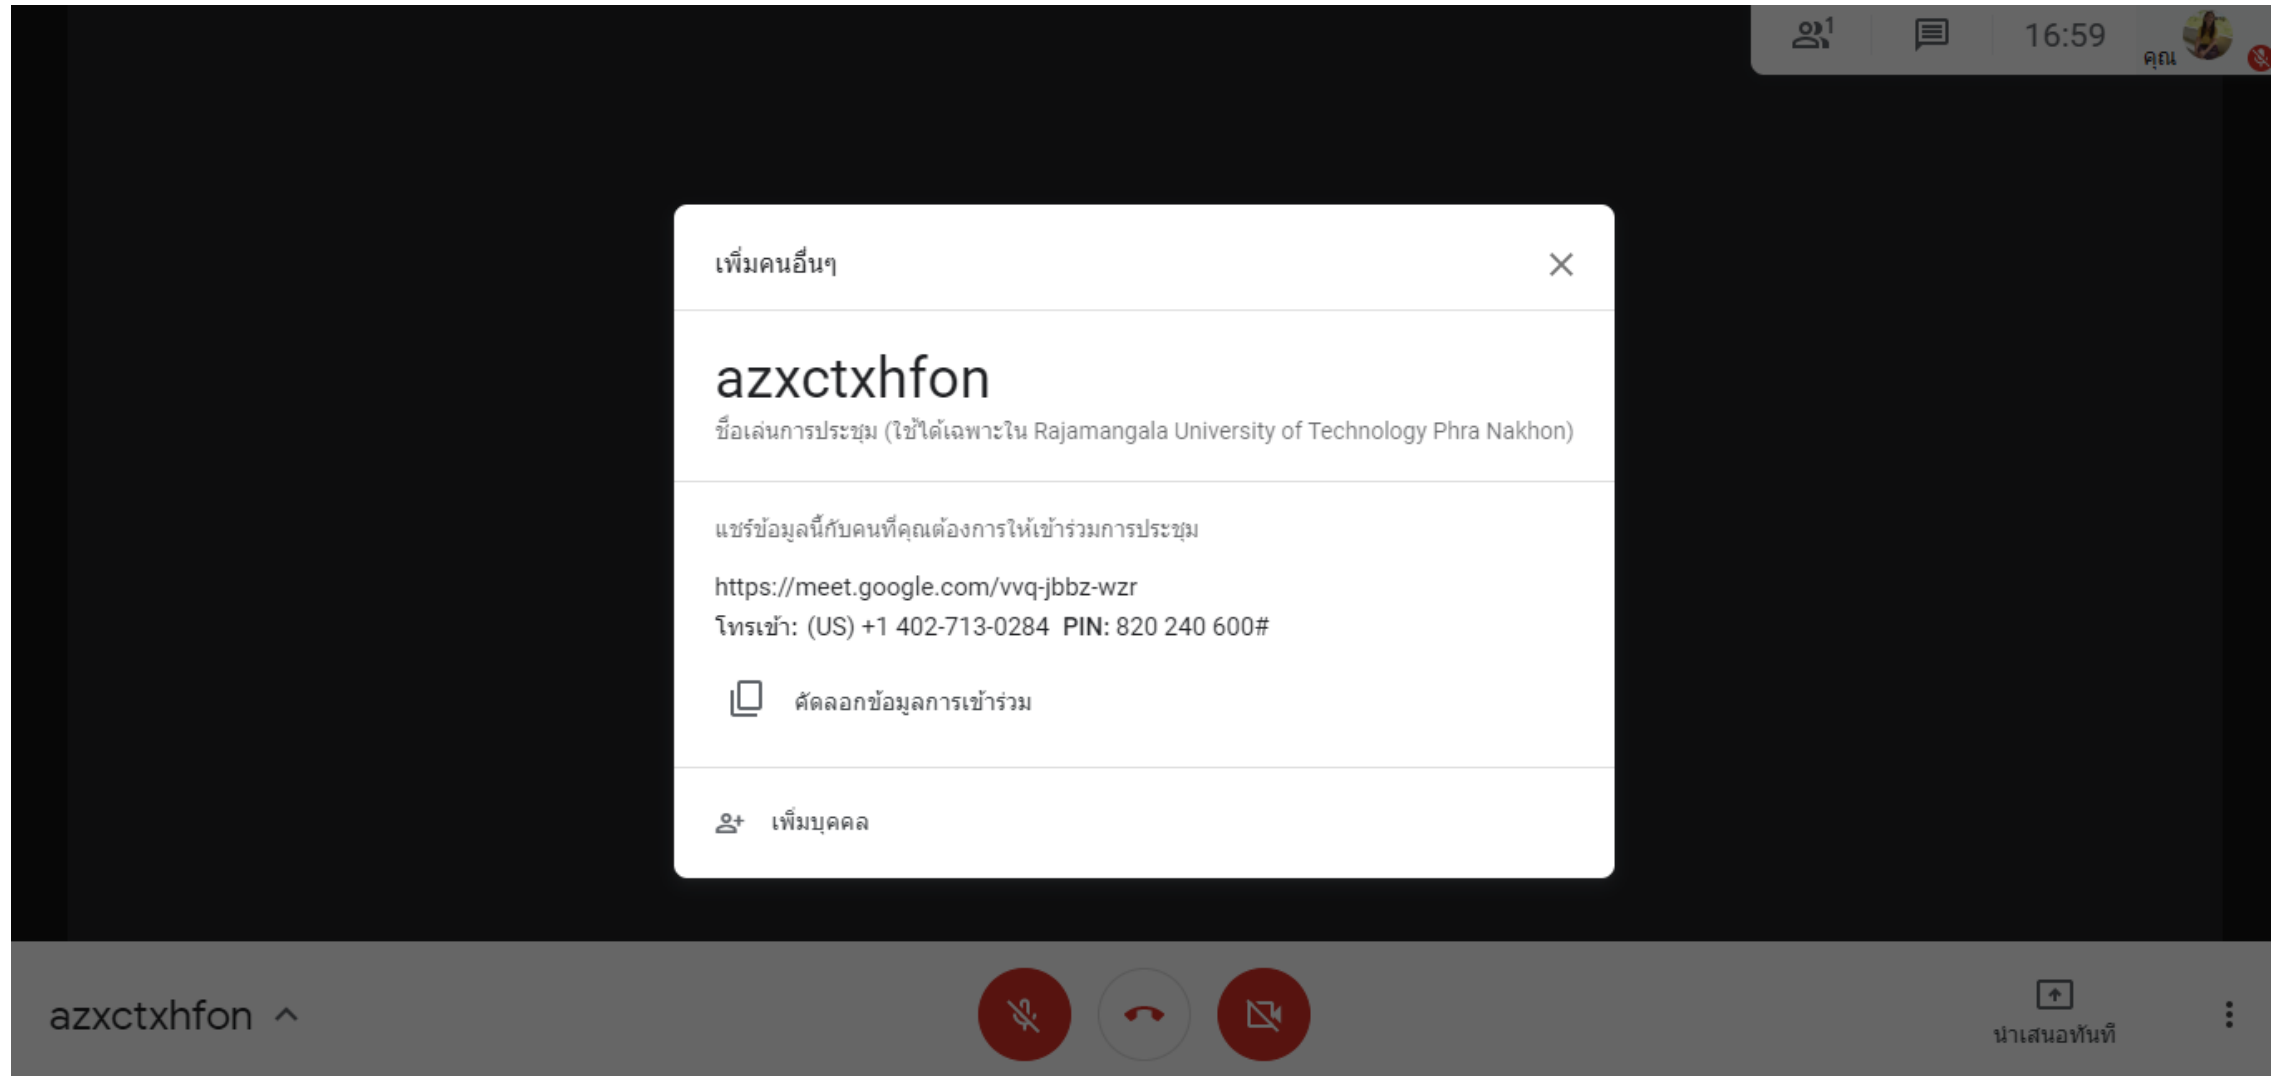 1
16:59
คุณ
เพิ่มคนอื่นๆ
azxctxhfon
ชื่อเล่นการประชุม (ใช้ได้เฉพาะใน Rajamangala University of Technology Phra Nakhon)
แชร์ข้อมูลนี้กับคนที่คุณต้องการให้เข้าร่วมการประชุม
https://meet.google.com/vvq-jbbz-wzr
โทรเข้า: (US) +1 402-713-0284 PIN: 820 240 600#
คัดลอกข้อมูลการเข้าร่วม
เพิ่มบุคคล
azxctxhfon
นำเสนอทันที